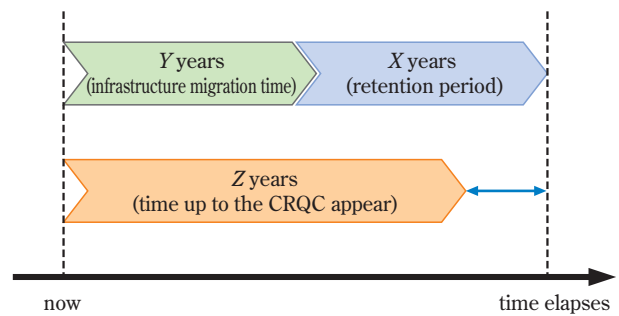 Y years
(infrastructure migration time)
X years
(retention period)
Z years
(time up to the CRQC appear)
now
time elapses